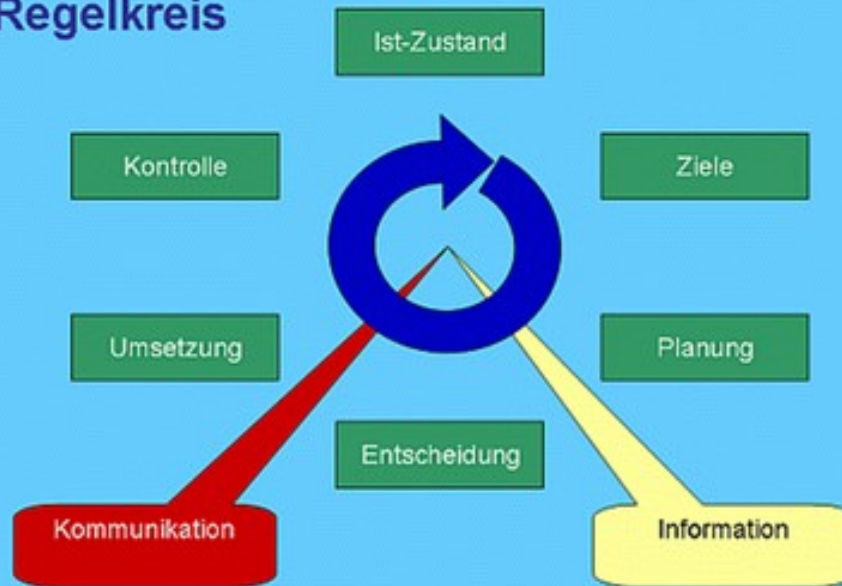 Regelkreis
Ist-Zustand
Kontrolle
Ziele
Umsetzung
Planung
Entscheidung
Kommunikation
Information